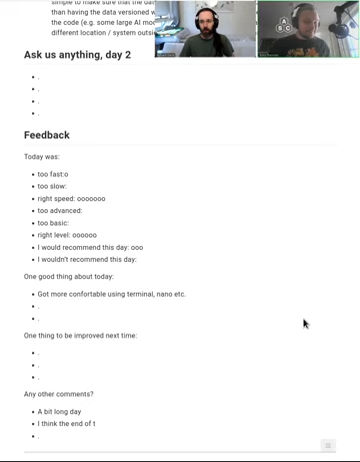 simple to make sure that the dat
than having the data versioned w
the code (e.g. some large AI mod
different location / system outsi
Ask us anything, day 2
.
.
.
.
Feedback
Today was:
too fast:o
too slow:
right speed: ooooooo
too advanced:
too basic:
right level: oooooo
I would recommend this day: ooo
I wouldn't recommend this day:
One good thing about today:
Got more confortable using terminal, nano etc.
.
.
One thing to be improved next time:
.
.
.
Any other comments?
A bit long day
I think the end of t
.